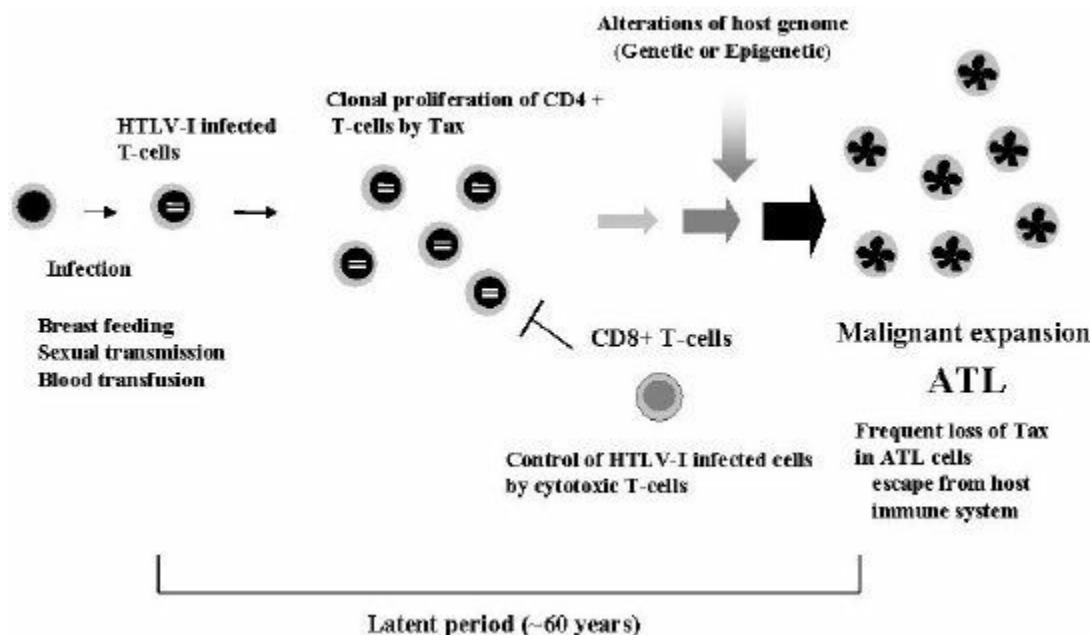 Alterations of host genome
(Genetic or Epigenetic)
Clonal proliferation of CD4 +
T-cells by Tax
HTLV-I infected
T-cells
Infection
Breast feeding
Sexual transmission
Blood transfusion
CD8+ T-cells
Control of HTLV-I infected cells
by cytotoxic T-cells
Malignant expansion
ATL
Frequent loss of Tax
in ATL cells
escape from host
immune system
Latent period (~60 years)